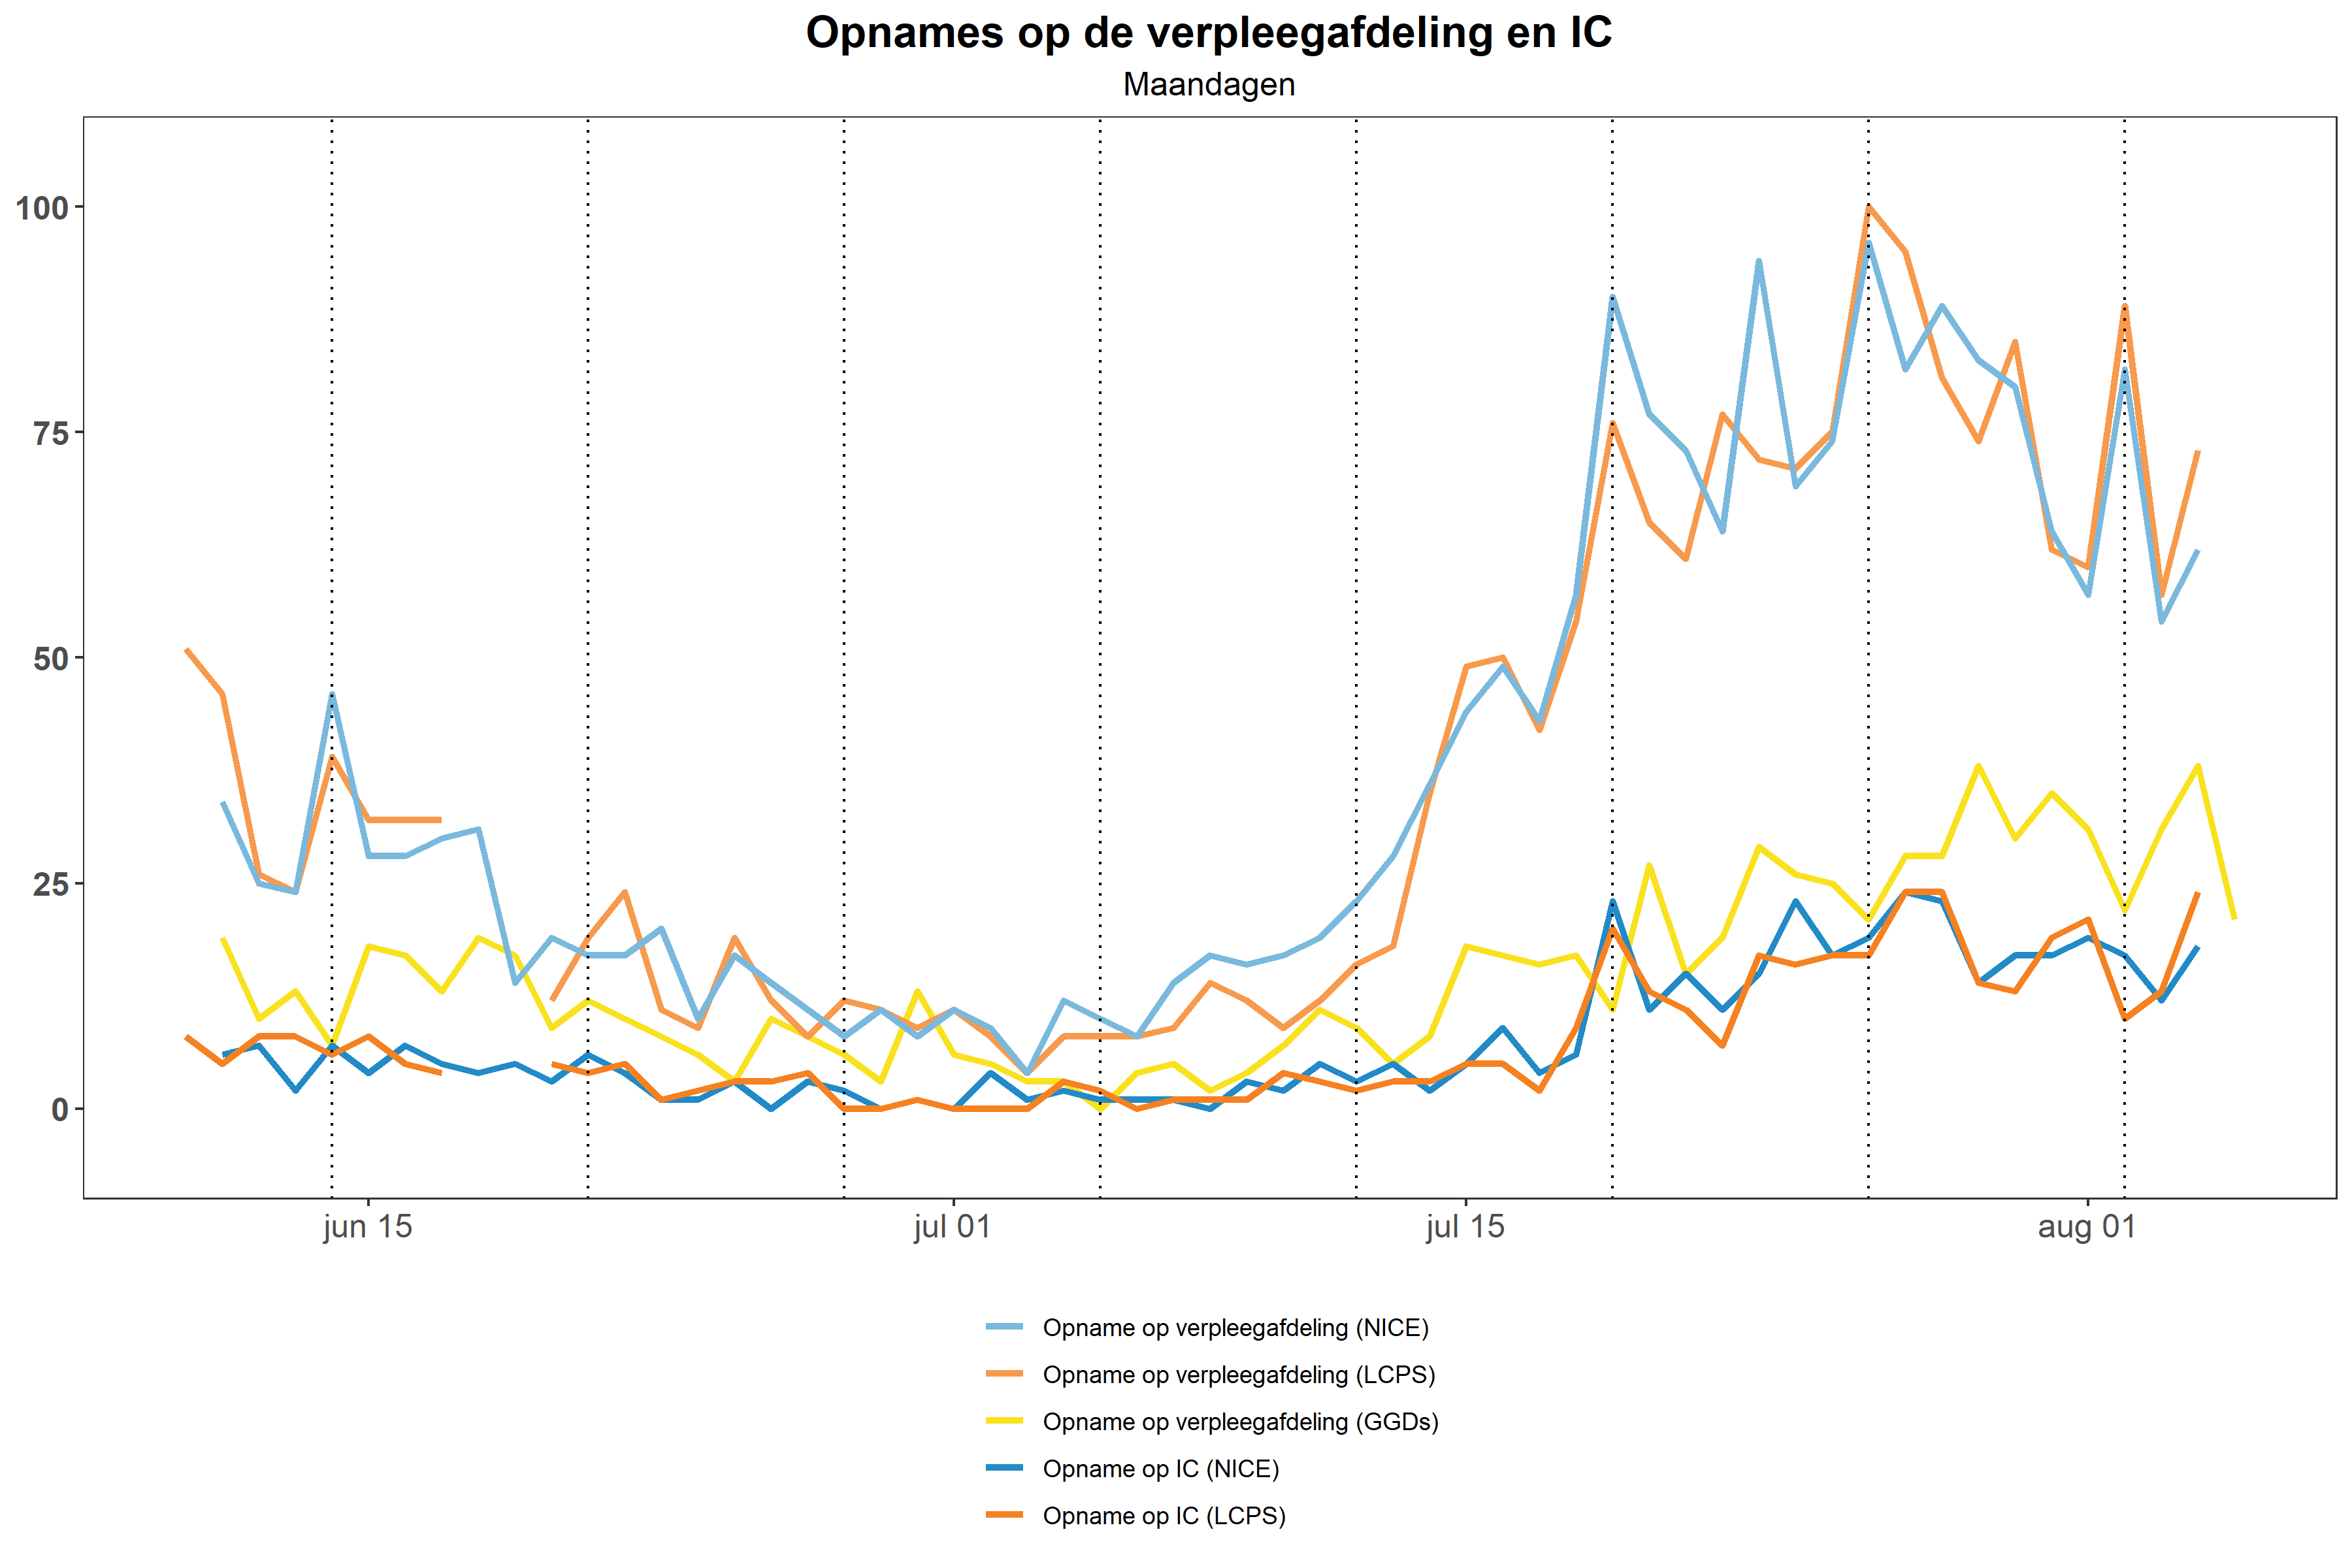 Opnames op de verpleegafdeling en IC
Maandagen
100
75
50
25
0
jun 15 jul 01 jul 15 aug 01
Opname op verpleegafdeling (NICE)
Opname op verpleegafdeling (LCPS)
Opname op verpleegafdeling (GGDs)
Opname op IC (NICE)
Opname op IC (LCPS)